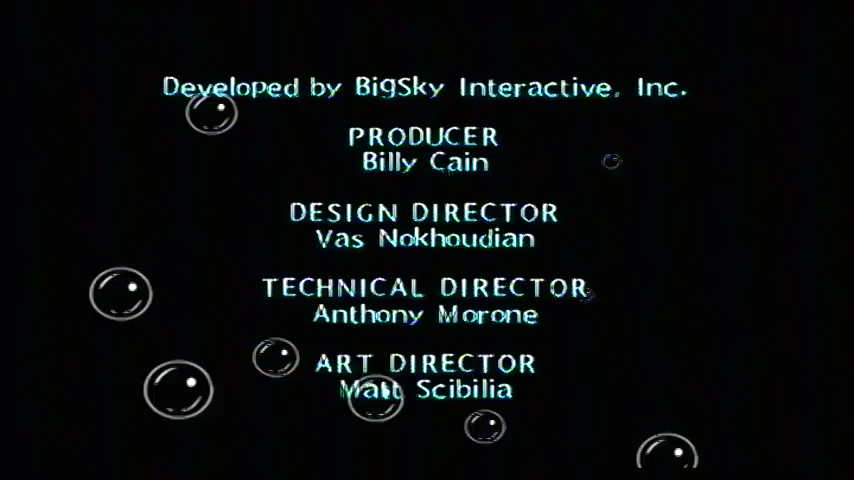 Developed by BigSky Interactive, Inc.
PRODUCER
Billy Cain
DESIGN DIRECTOR
Vas Nokhoudian
TECHNICAL DIRECTOR
Anthony Morone
ART DIRECTOR
Matt Scibilia